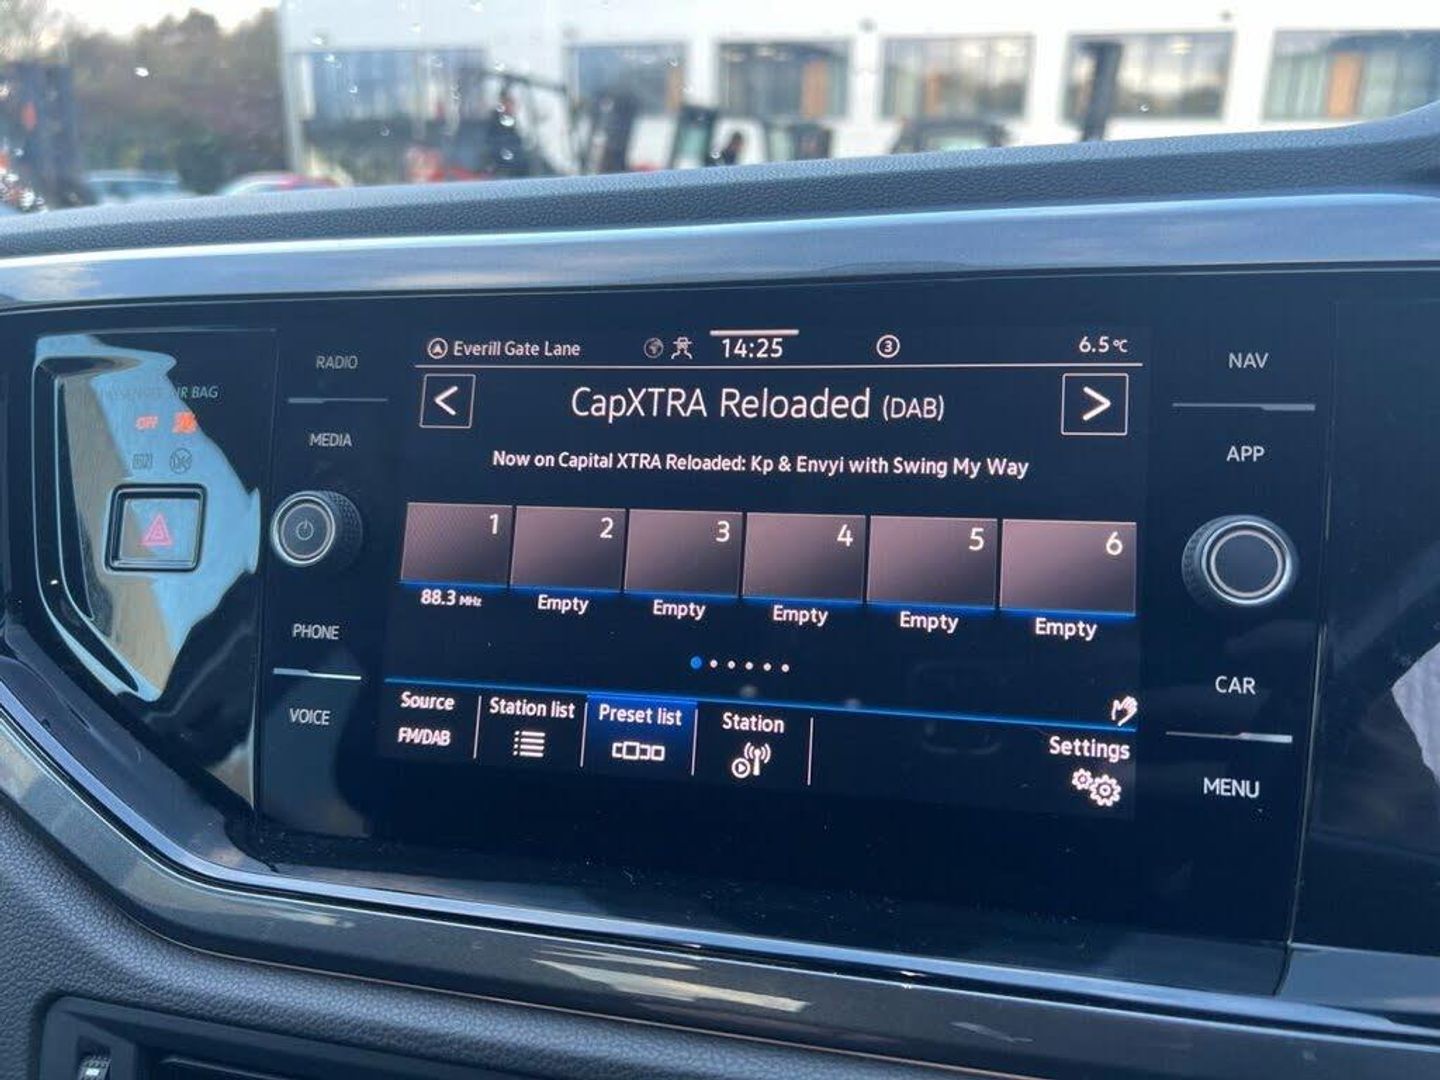 Everill Gate Lane 14:25 3 6.5 °C
< CapXTRA Reloaded (DAB) >
Now on Capital XTRA Reloaded: Kp & Envyi with Swing My Way
1 2 3 4 5 6
88.3 MHz Empty Empty Empty Empty Empty
Source Station list Preset list Station Settings
FM/DAB
RADIO
MEDIA
PHONE
VOICE
NAV
APP
CAR
MENU
AIR BAG
OFF